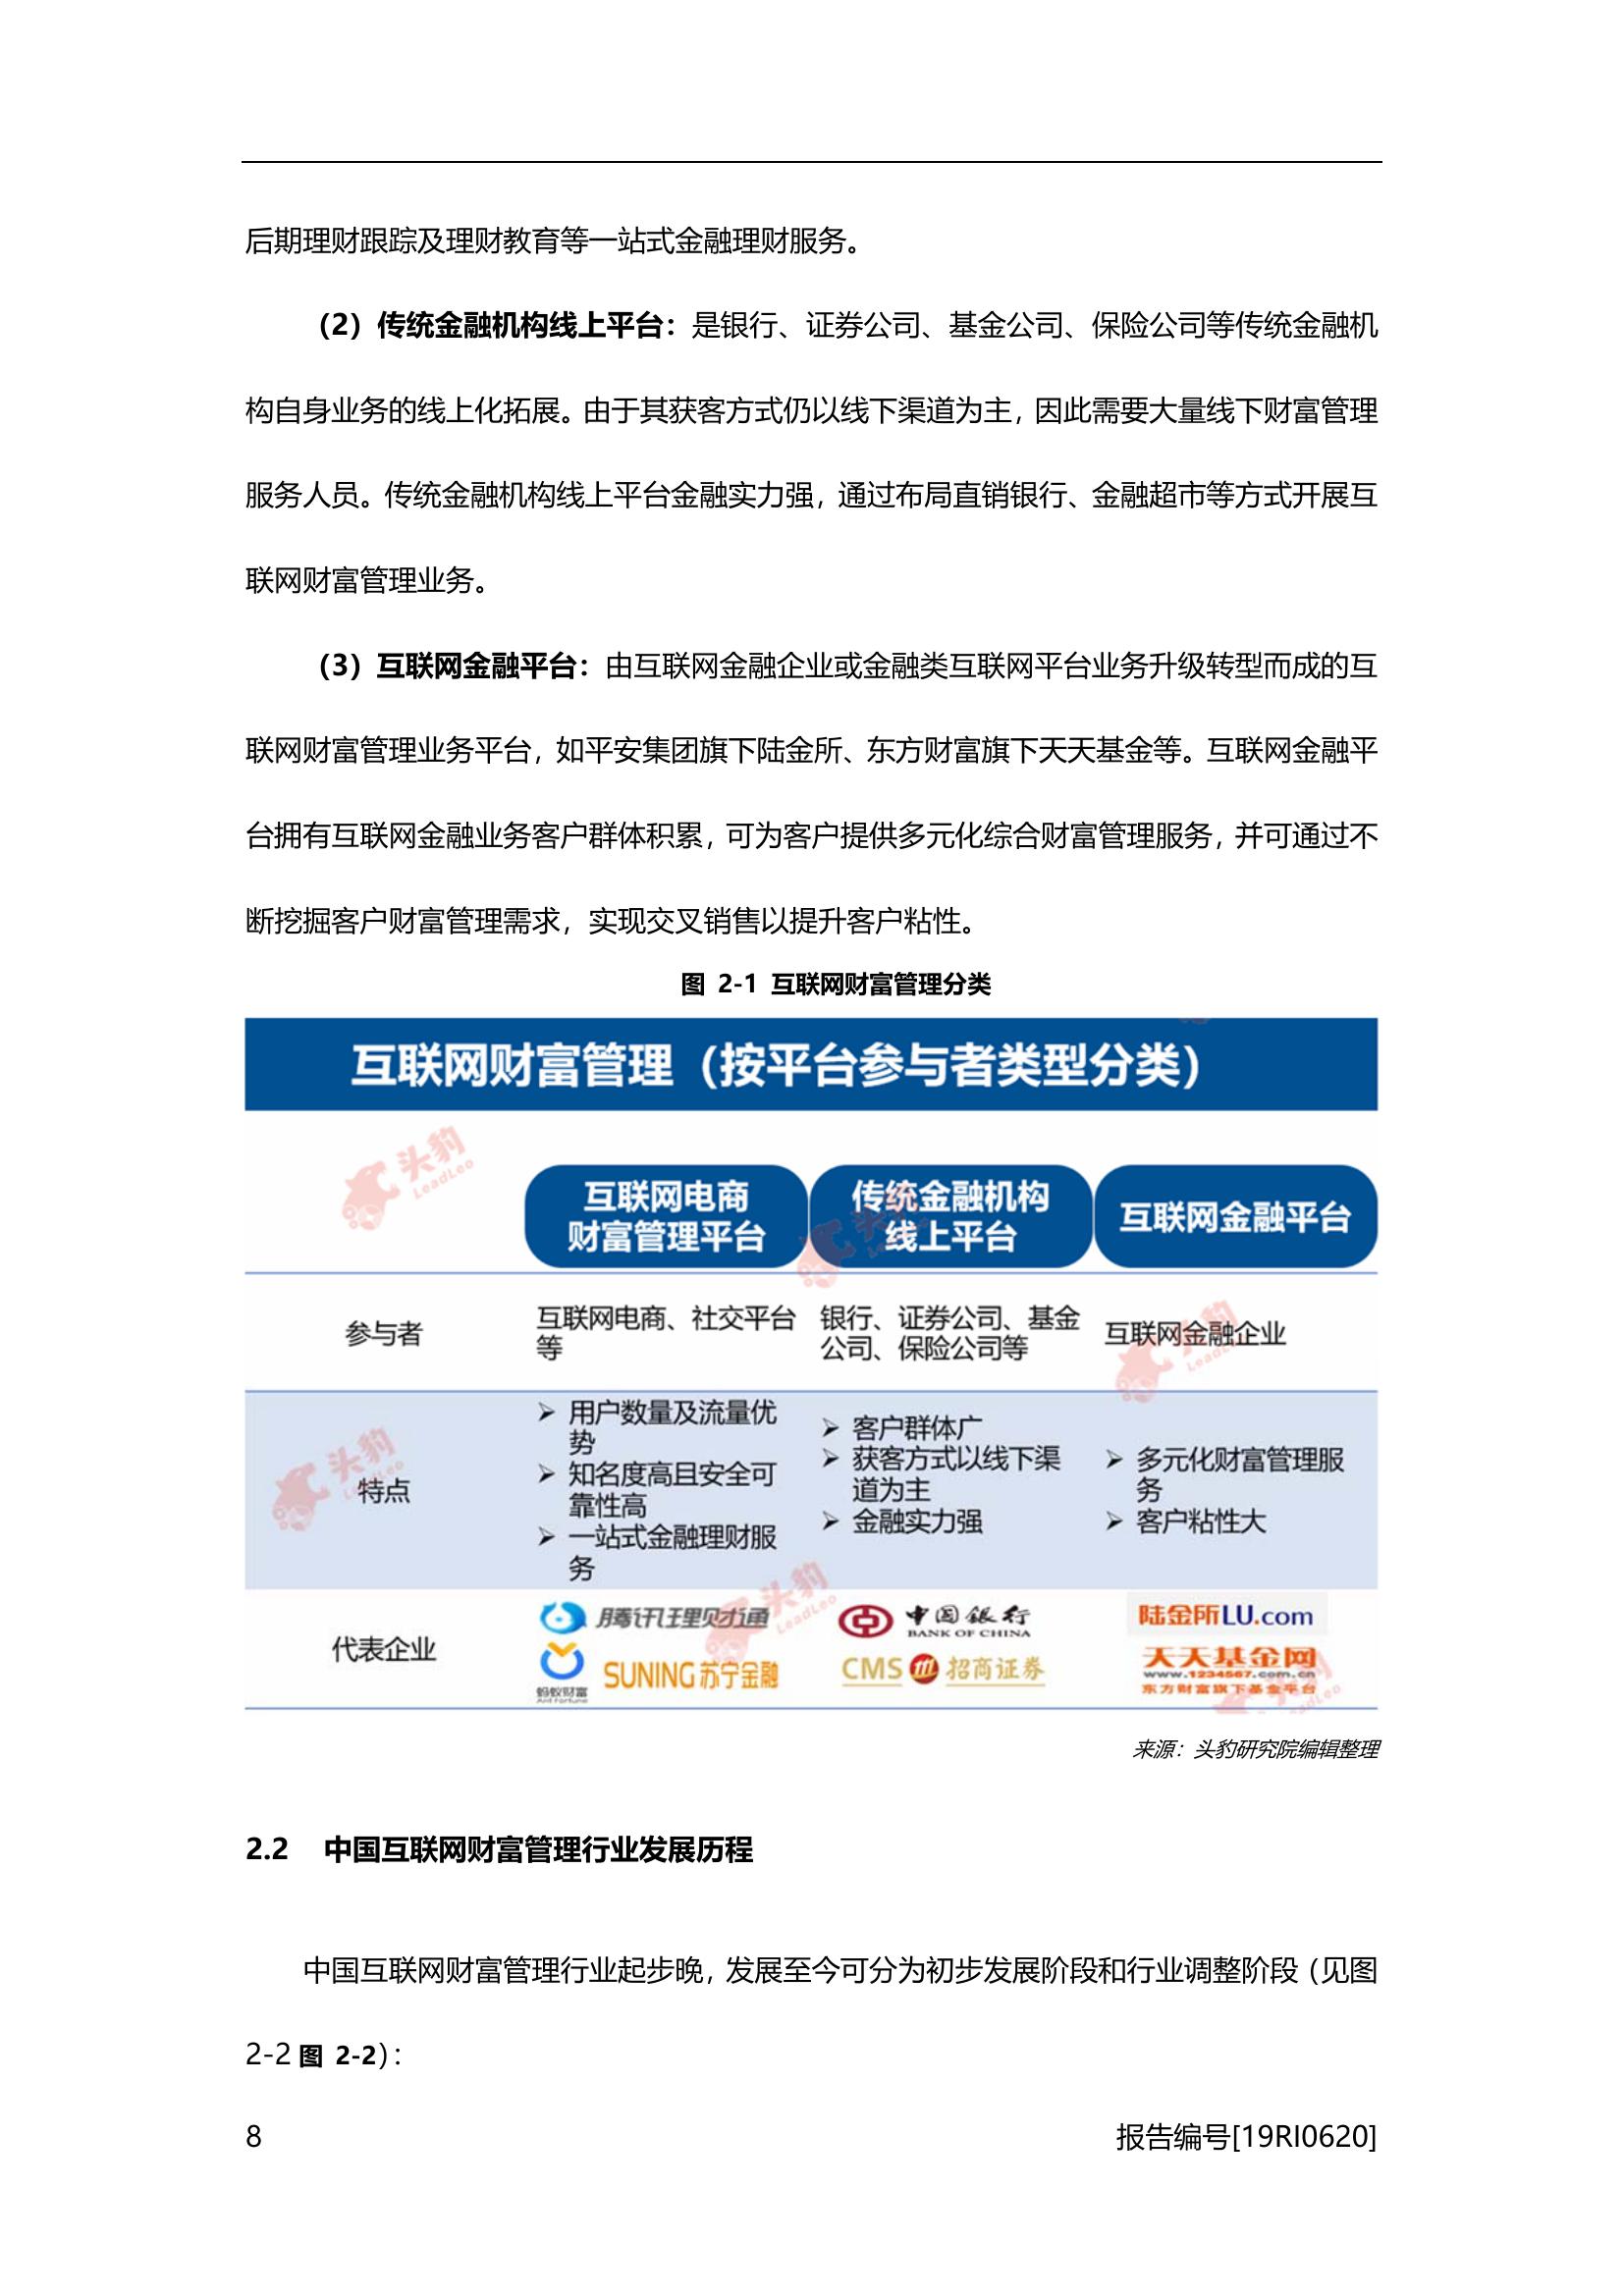 后期理财跟踪及理财教育等一站式金融理财服务。
（2）传统金融机构线上平台：是银行、证券公司、基金公司、保险公司等传统金融机
构自身业务的线上化拓展。由于其获客方式仍以线下渠道为主，因此需要大量线下财富管理
服务人员。传统金融机构线上平台金融实力强，通过布局直销银行、金融超市等方式开展互
联网财富管理业务。
（3）互联网金融平台：由互联网金融企业或金融类互联网平台业务升级转型而成的互
联网财富管理业务平台，如平安集团旗下陆金所、东方财富旗下天天基金等。互联网金融平
台拥有互联网金融业务客户群体积累，可为客户提供多元化综合财富管理服务，并可通过不
断挖掘客户财富管理需求，实现交叉销售以提升客户粘性。
图 2-1 互联网财富管理分类
互联网财富管理（按平台参与者类型分类）
头豹
LeadLeo
互联网电商
财富管理平台
传统金融机构
线上平台
互联网金融平台
参与者
互联网电商、社交平台
等
银行、证券公司、基金
公司、保险公司等
互联网金融企业
特点
➢ 用户数量及流量优
势
➢ 知名度高且安全可
靠性高
➢ 一站式金融理财服
务
➢ 客户群体广
➢ 获客方式以线下渠
道为主
➢ 金融实力强
➢ 多元化财富管理服
务
➢ 客户粘性大
代表企业
腾讯理财通
蚂蚁财富
Ant Fortune
SUNING 苏宁金融
中国银行
BANK OF CHINA
CMS 招商证券
陆金所LU.com
天天基金网
www.1234567.com.cn
东方财富旗下基金平台
来源：头豹研究院编辑整理
2.2 中国互联网财富管理行业发展历程
中国互联网财富管理行业起步晚，发展至今可分为初步发展阶段和行业调整阶段（见图
2-2 图 2-2）：
8
报告编号[19RI0620]